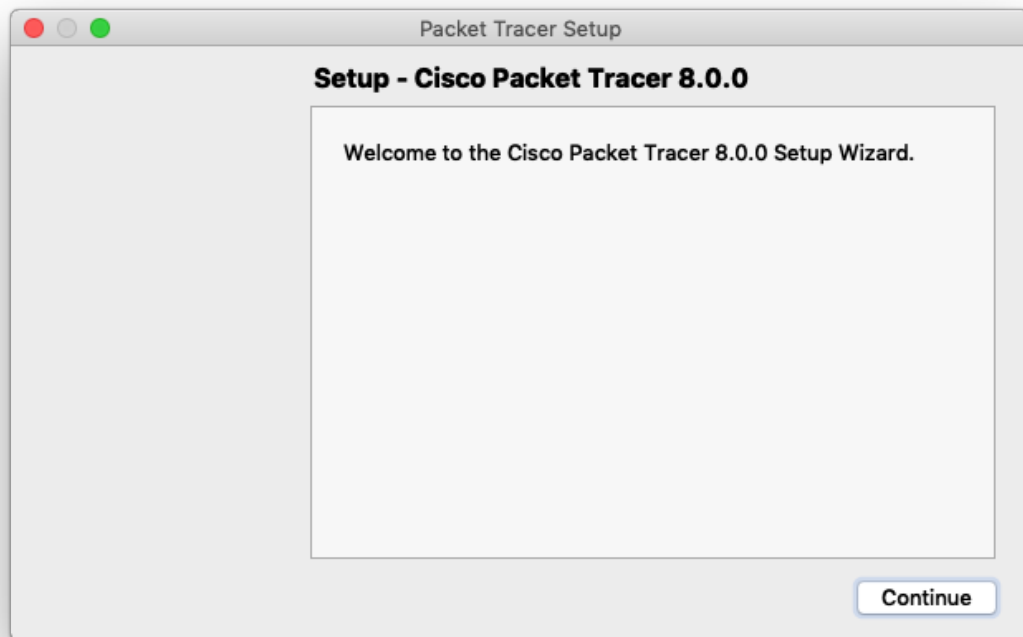 Packet Tracer Setup
Setup - Cisco Packet Tracer 8.0.0
Welcome to the Cisco Packet Tracer 8.0.0 Setup Wizard.
Continue